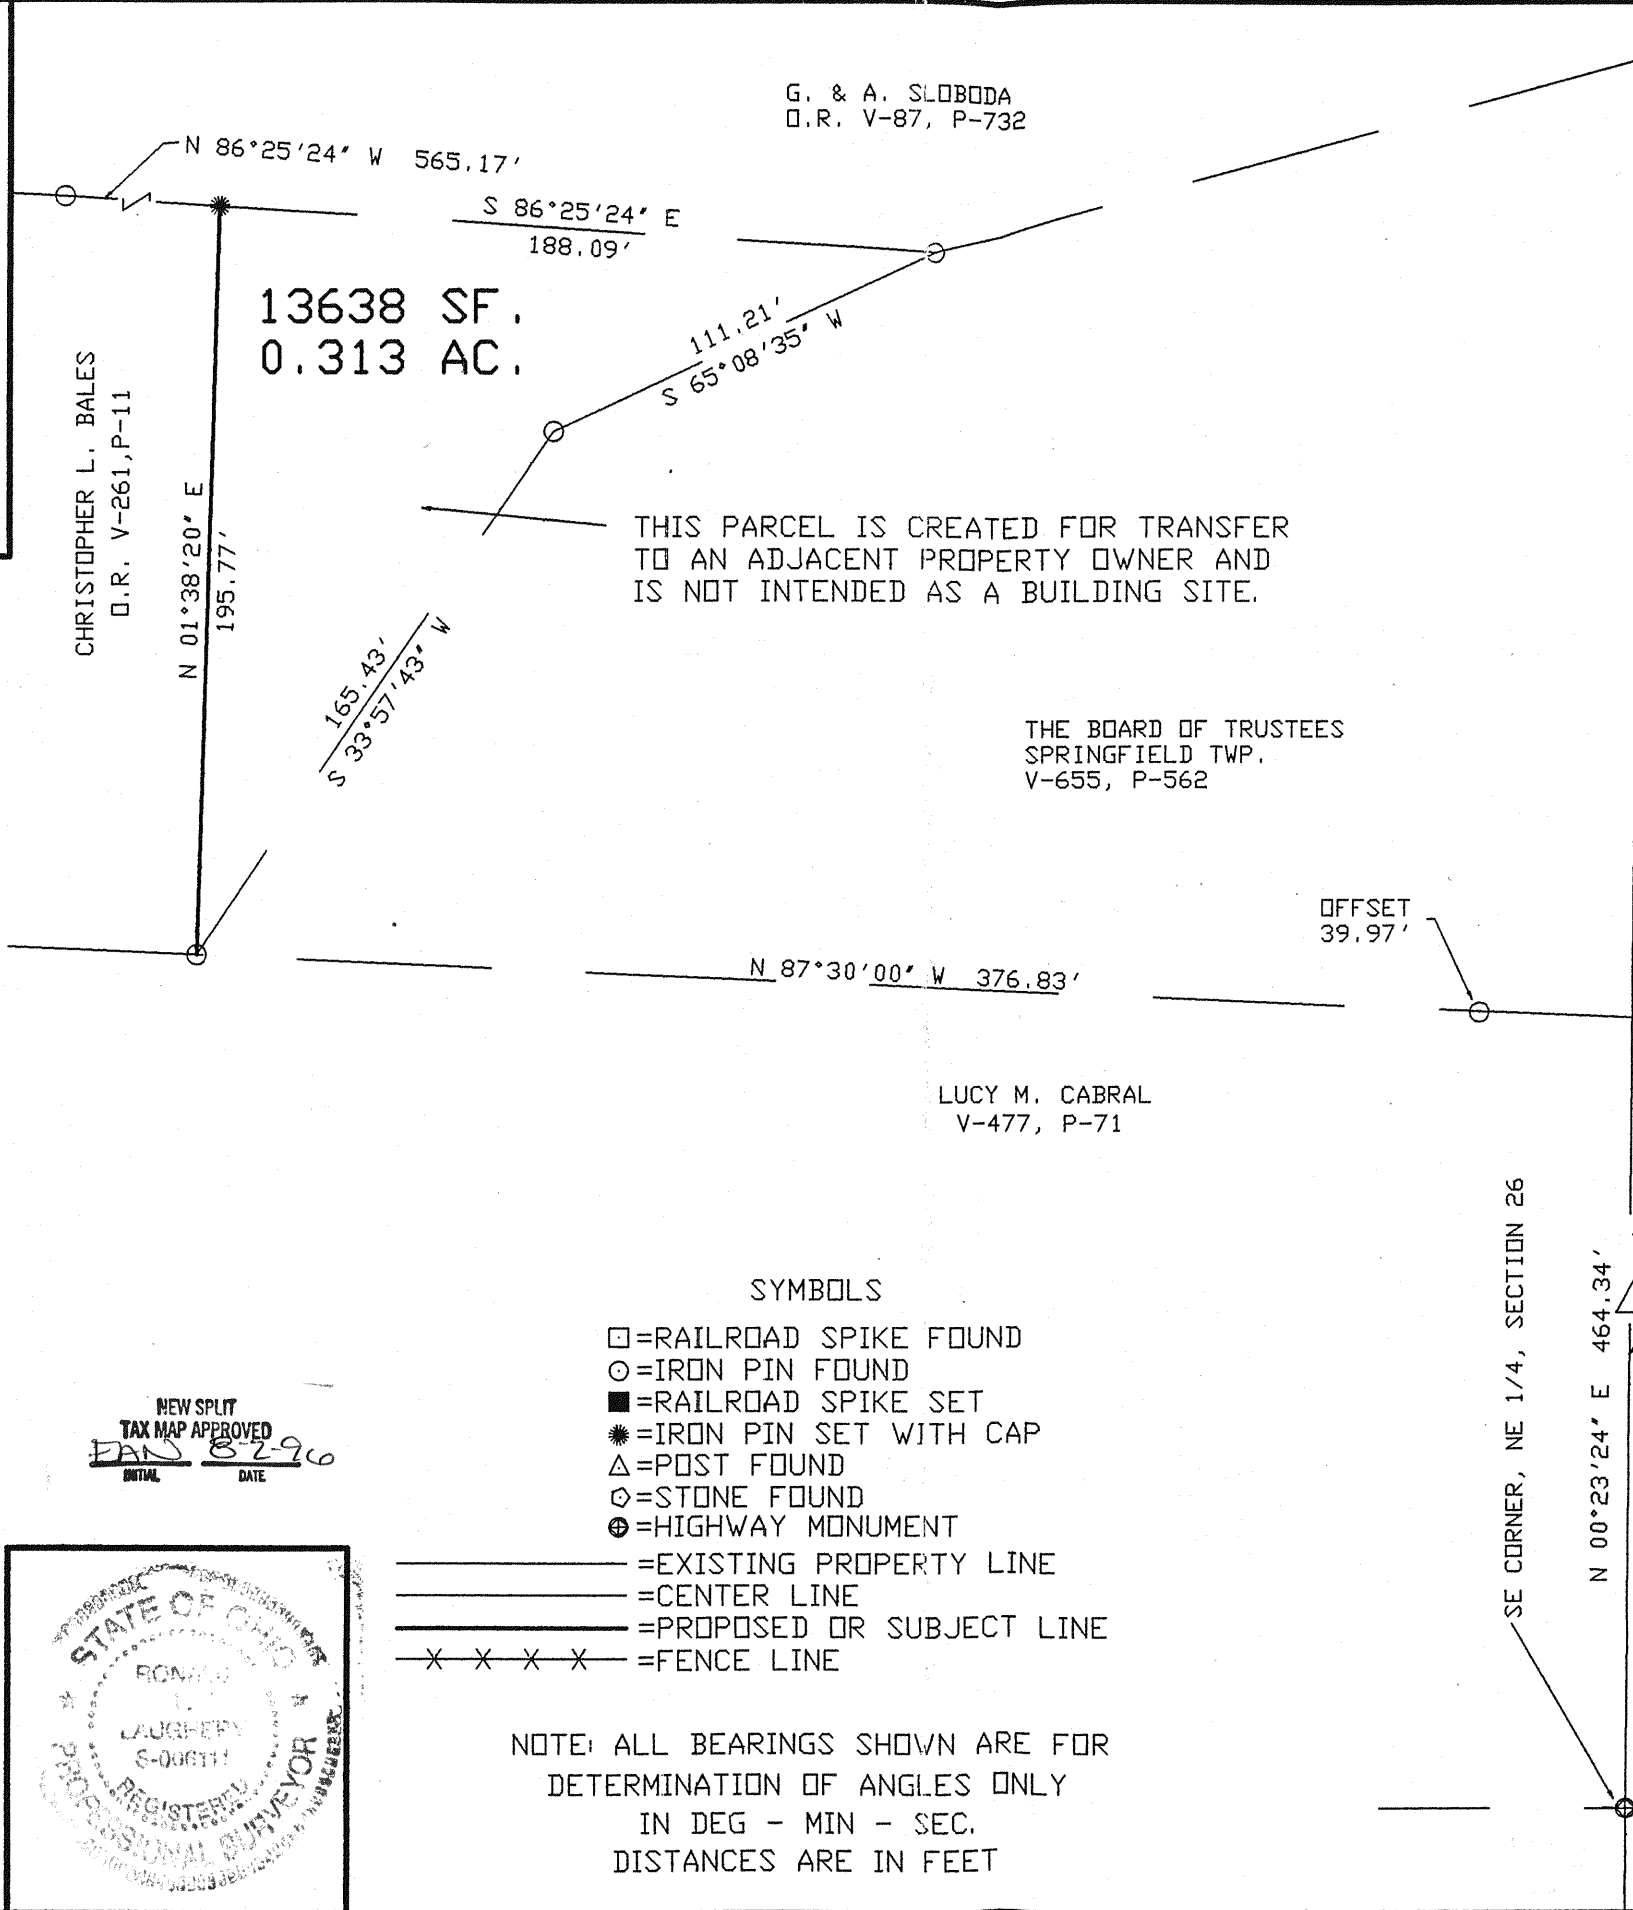 G. & A. SLOBODA
O.R. V-87, P-732
N 86°25'24" W 565.17'
S 86°25'24" E
188.09'
13638 SF.
0.313 AC.
111.21'
S 65°08'35" W
CHRISTOPHER L. BALES
O.R. V-261,P-11
N 01°38'20" E
195.77'
THIS PARCEL IS CREATED FOR TRANSFER
TO AN ADJACENT PROPERTY OWNER AND
IS NOT INTENDED AS A BUILDING SITE.
165.43'
S 33°57'43" W
THE BOARD OF TRUSTEES
SPRINGFIELD TWP.
V-655, P-562
OFFSET
39.97'
N 87°30'00" W 376.83'
LUCY M. CABRAL
V-477, P-71
SE CORNER, NE 1/4, SECTION 26
N 00°23'24" E 464.34'
SYMBOLS
=RAILROAD SPIKE FOUND
=IRON PIN FOUND
=RAILROAD SPIKE SET
=IRON PIN SET WITH CAP
=POST FOUND
=STONE FOUND
=HIGHWAY MONUMENT
=EXISTING PROPERTY LINE
=CENTER LINE
=PROPOSED OR SUBJECT LINE
=FENCE LINE
NEW SPLIT
TAX MAP APPROVED
EAN 8-2-96
INITIAL DATE
STATE OF OHIO
LAUGHERY
REGISTERED
PROFESSIONAL SURVEYOR
NOTE: ALL BEARINGS SHOWN ARE FOR
DETERMINATION OF ANGLES ONLY
IN DEG - MIN - SEC.
DISTANCES ARE IN FEET